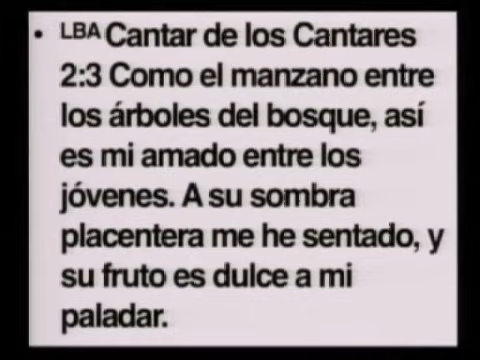 • LBA Cantar de los Cantares
2:3 Como el manzano entre
los árboles del bosque, así
es mi amado entre los
jóvenes. A su sombra
placentera me he sentado, y
su fruto es dulce a mi
paladar.